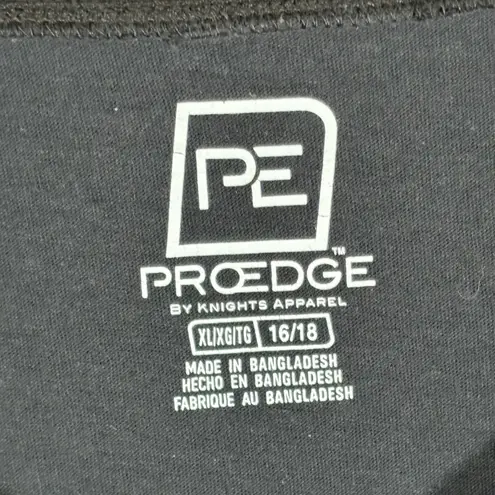 PE
PROEDGE™
BY KNIGHTS APPAREL
XL/XG/TG 16/18
MADE IN BANGLADESH
HECHO EN BANGLADESH
FABRIQUE AU BANGLADESH